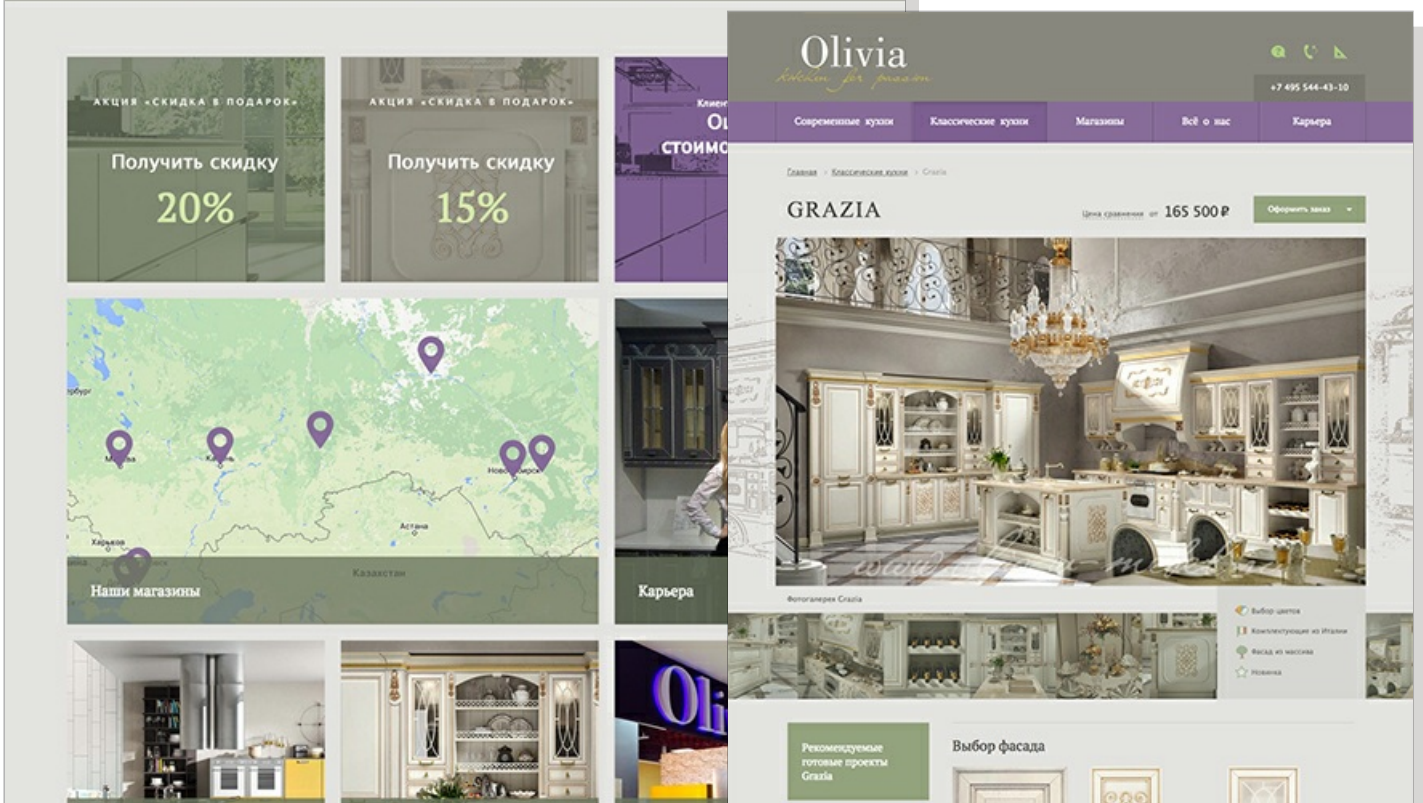 АКЦИЯ «СКИДКА В ПОДАРОК»
Получить скидку
20%
АКЦИЯ «СКИДКА В ПОДАРОК»
Получить скидку
15%
Астана
Харьков
Казахстан
Наши магазины
Карьера
Olivia
kitchen for passion
+7 495 544-43-10
Современные кухни
Классические кухни
Магазины
Всё о нас
Карьера
Главная
Классические кухни
Grazia
GRAZIA
Цена сравнения от 165 500 ₽
Оформить заказ
Фотогалерея Grazia
Выбор цветов
Комплектующие из Италии
Фасад из массива
Новинка
Рекомендуемые
готовые проекты
Grazia
Выбор фасада